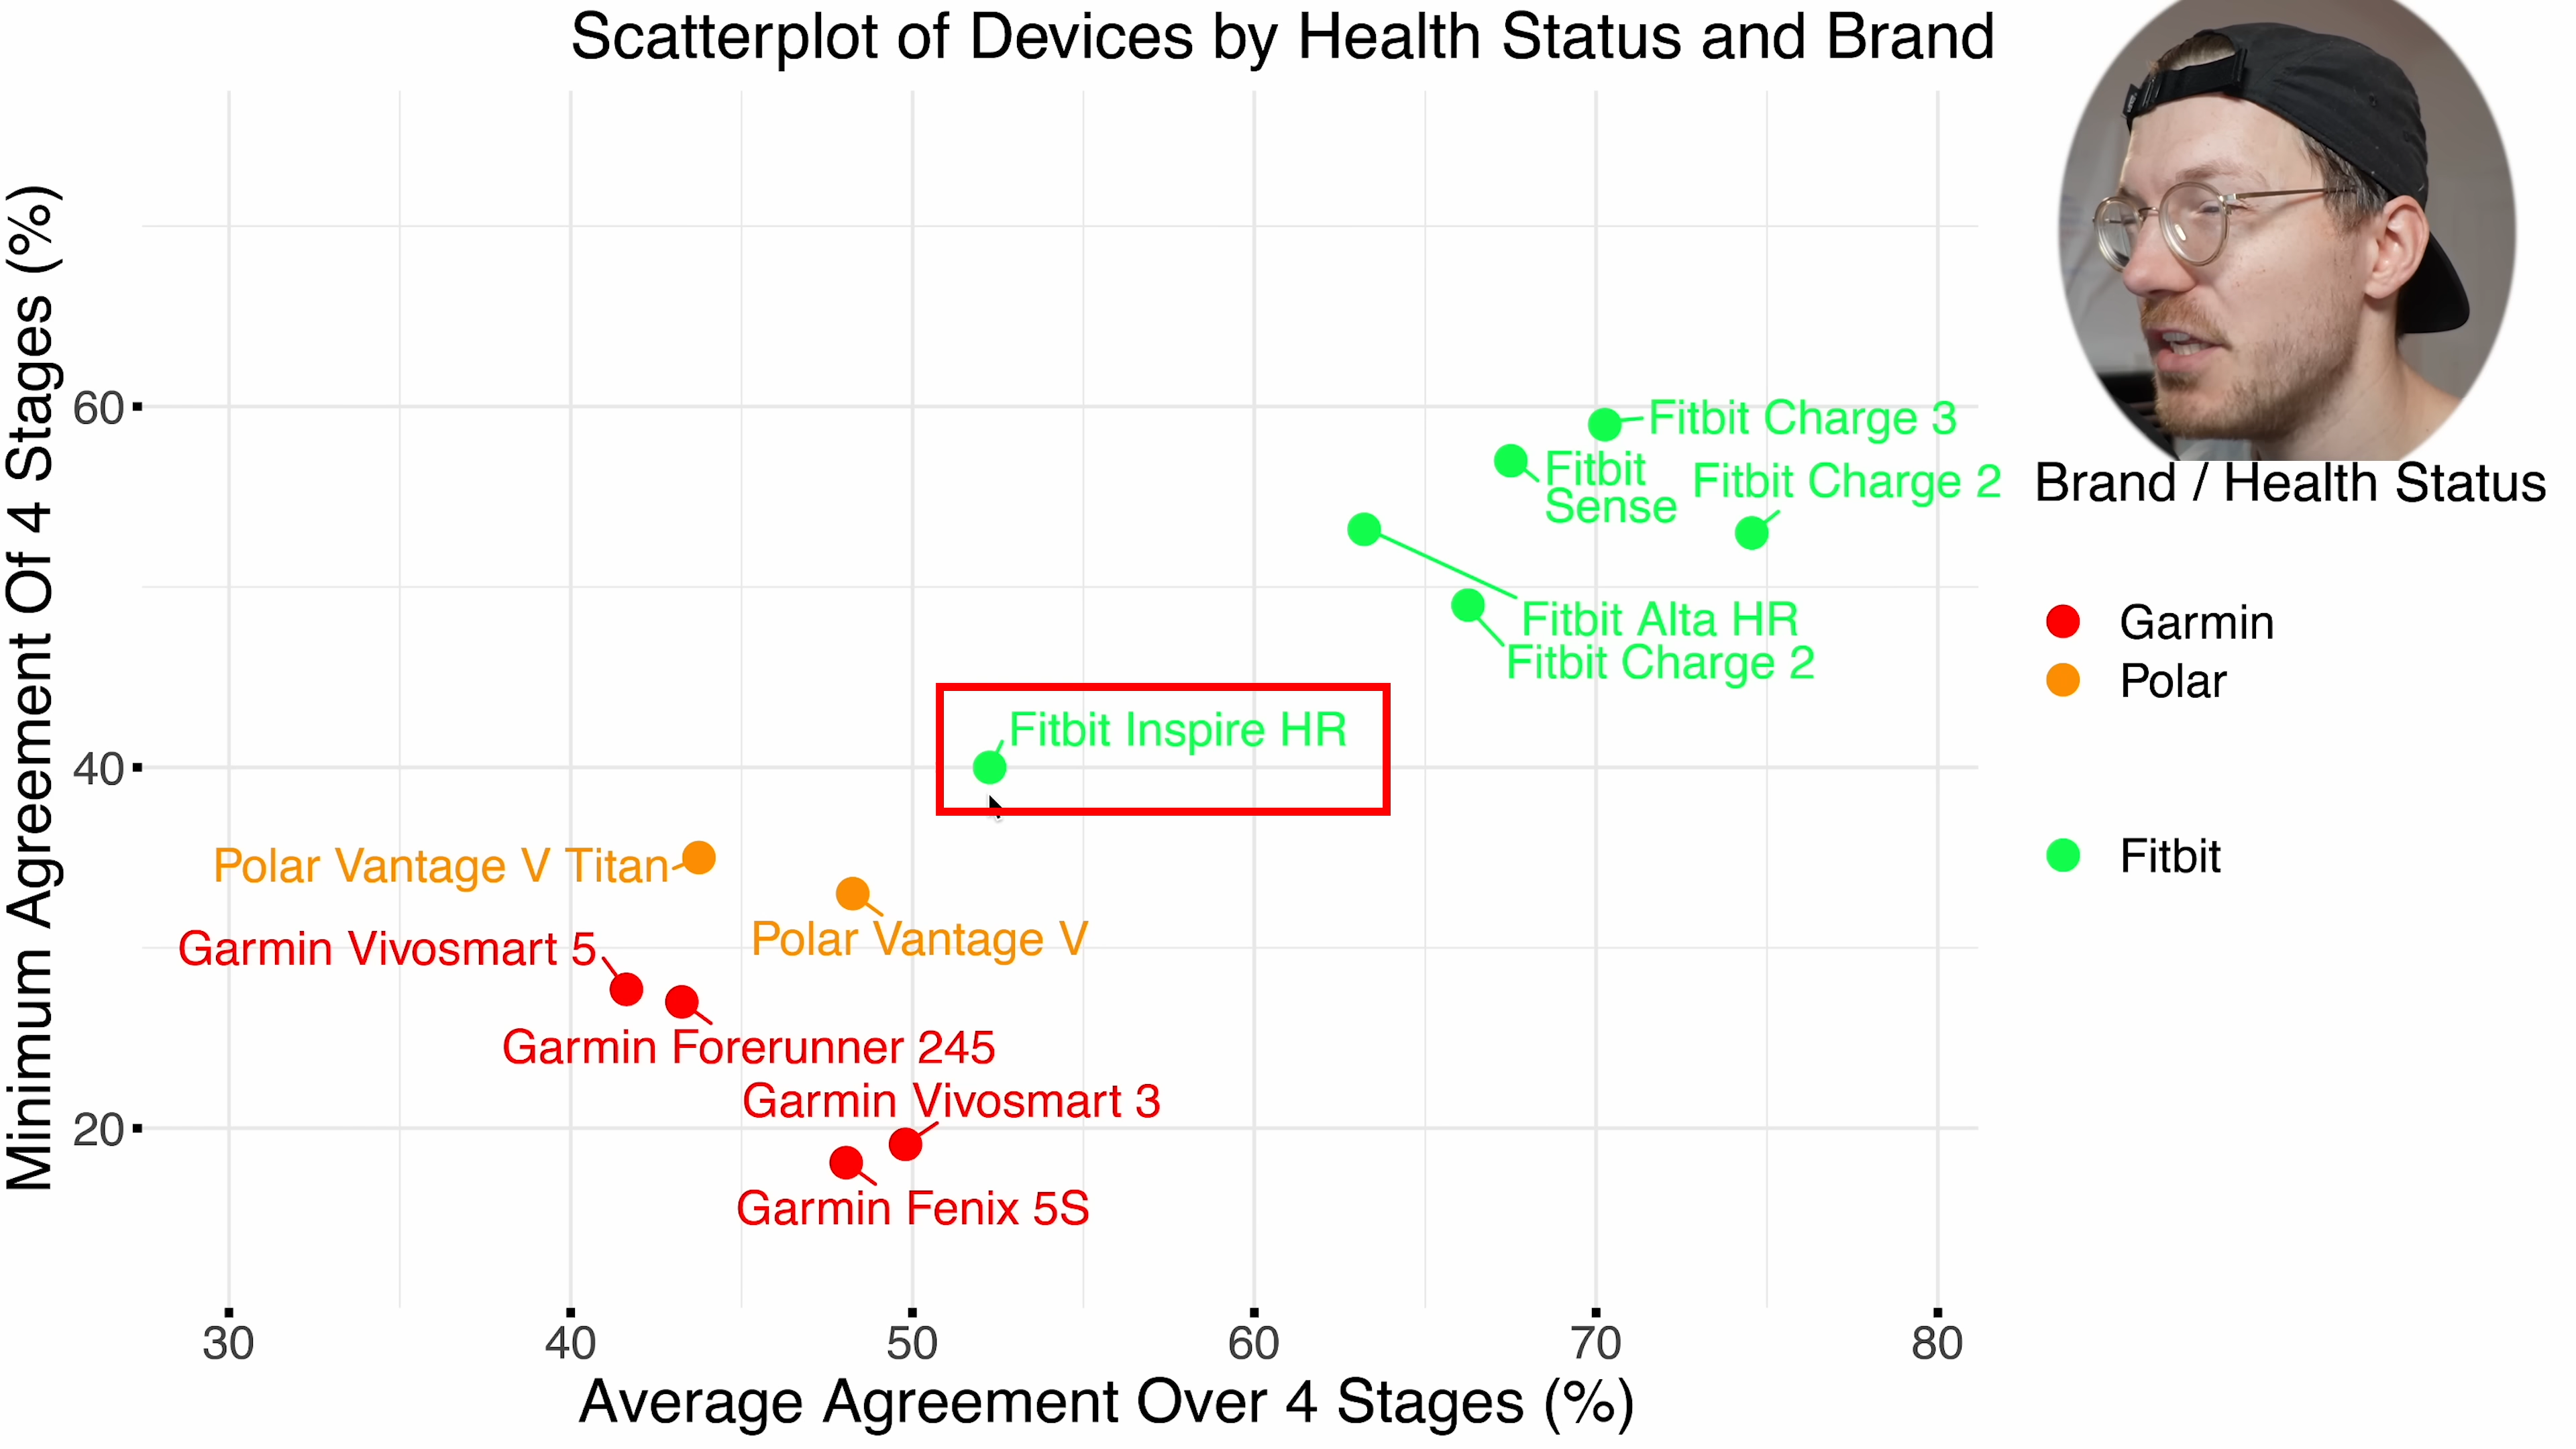 Scatterplot of Devices by Health Status and Brand
Minimum Agreement Of 4 Stages (%)
60
40
20
Fitbit Charge 3
Fitbit
Sense
Fitbit Charge 2
Fitbit Alta HR
Fitbit Charge 2
Fitbit Inspire HR
Polar Vantage V Titan
Polar Vantage V
Garmin Vivosmart 5
Garmin Forerunner 245
Garmin Vivosmart 3
Garmin Fenix 5S
30
40
50
60
70
80
Average Agreement Over 4 Stages (%)
Brand / Health Status
Garmin
Polar
Fitbit